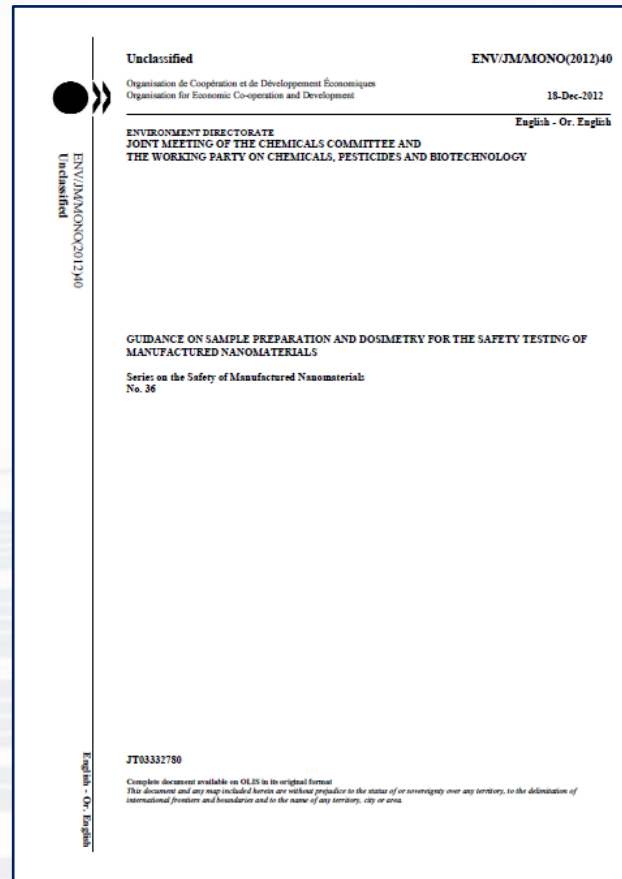 Unclassified ENV/JM/MONO(2012)40
Organisation de Coopération et de Développement Économiques
Organisation for Economic Co-operation and Development 18-Dec-2012
English - Or. English
ENVIRONMENT DIRECTORATE
JOINT MEETING OF THE CHEMICALS COMMITTEE AND
THE WORKING PARTY ON CHEMICALS, PESTICIDES AND BIOTECHNOLOGY
ENV/JM/MONO(2012)40
Unclassified
GUIDANCE ON SAMPLE PREPARATION AND DOSIMETRY FOR THE SAFETY TESTING OF
MANUFACTURED NANOMATERIALS
Series on the Safety of Manufactured Nanomaterials
No. 36
JT03332780
Complete document available on OLIS in its original format
This document and any map included herein are without prejudice to the status of or sovereignty over any territory, to the delimitation of
international frontiers and boundaries and to the name of any territory, city or area.
English - Or. English